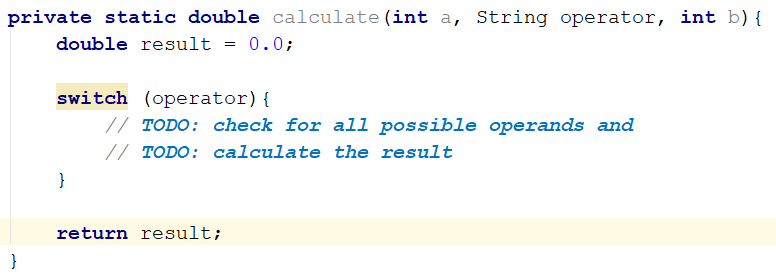 private static double calculate(int a, String operator, int b){
double result = 0.0;
switch (operator){
// TODO: check for all possible operands and
// TODO: calculate the result
}
return result;
}